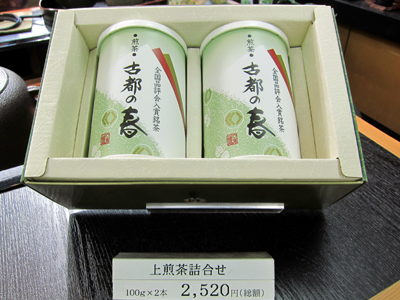 ・煎茶・
古都の春
全国品評会入賞銘茶
・煎茶・
古都の春
全国品評会入賞銘茶
上煎茶詰合せ
100g×2本 2,520円(総額)